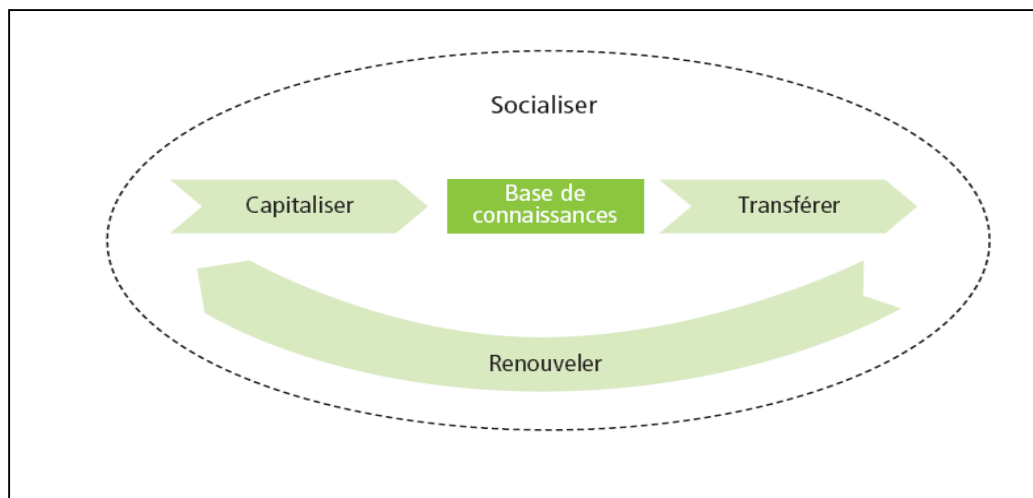 Socialiser
Capitaliser
Base de
connaissances
Transférer
Renouveler